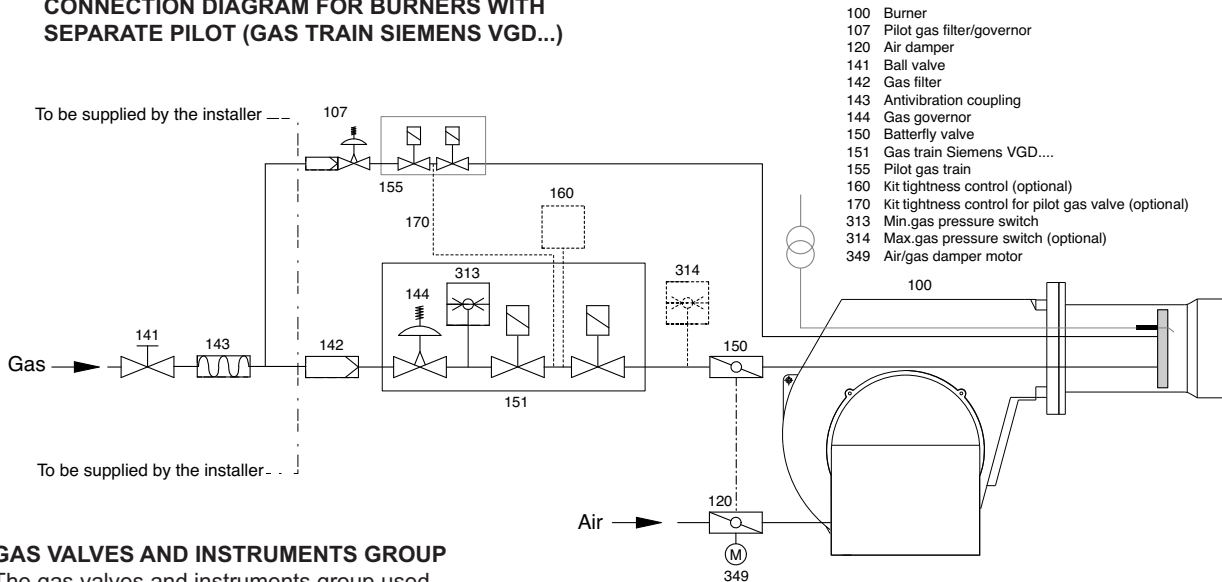 CONNECTION DIAGRAM FOR BURNERS WITH
SEPARATE PILOT (GAS TRAIN SIEMENS VGD...)
100 Burner
107 Pilot gas filter/governor
120 Air damper
141 Ball valve
142 Gas filter
143 Antivibration coupling
144 Gas governor
150 Batterfly valve
151 Gas train Siemens VGD....
155 Pilot gas train
160 Kit tightness control (optional)
170 Kit tightness control for pilot gas valve (optional)
313 Min.gas pressure switch
314 Max.gas pressure switch (optional)
349 Air/gas damper motor
To be supplied by the installer
107
155
170
160
313
144
314
100
141
143
142
150
Gas
151
To be supplied by the installer
120
Air
M
349
GAS VALVES AND INSTRUMENTS GROUP
The gas valves and instruments group used